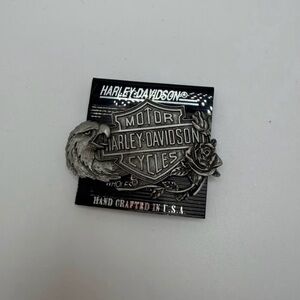 HARLEY-DAVIDSON®
MOTOR
HARLEY-DAVIDSON
CYCLES
HAND CRAFTED IN U.S.A